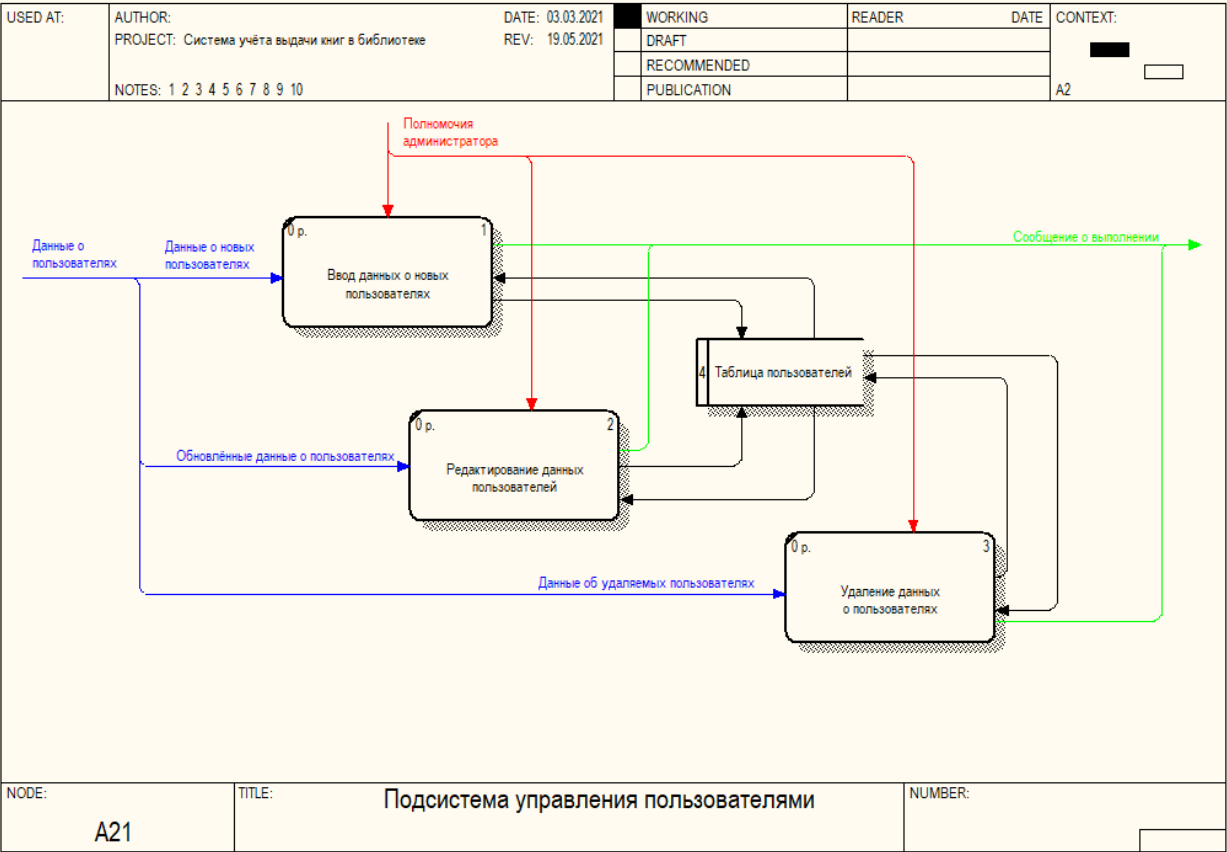 USED AT:
AUTHOR:
DATE: 03.03.2021
PROJECT: Система учёта выдачи книг в библиотеке
REV: 19.05.2021
NOTES: 1 2 3 4 5 6 7 8 9 10
WORKING
DRAFT
RECOMMENDED
PUBLICATION
READER
DATE
CONTEXT:
A2
Полномочия
администратора
0 р.
1
Ввод данных о новых
пользователях
Данные о
пользователях
Данные о новых
пользователях
Сообщение о выполнении
4
Таблица пользователей
0 р.
2
Редактирование данных
пользователей
Обновлённые данные о пользователях
0 р.
3
Удаление данных
о пользователях
Данные об удаляемых пользователях
NODE:
A21
TITLE:
Подсистема управления пользователями
NUMBER: